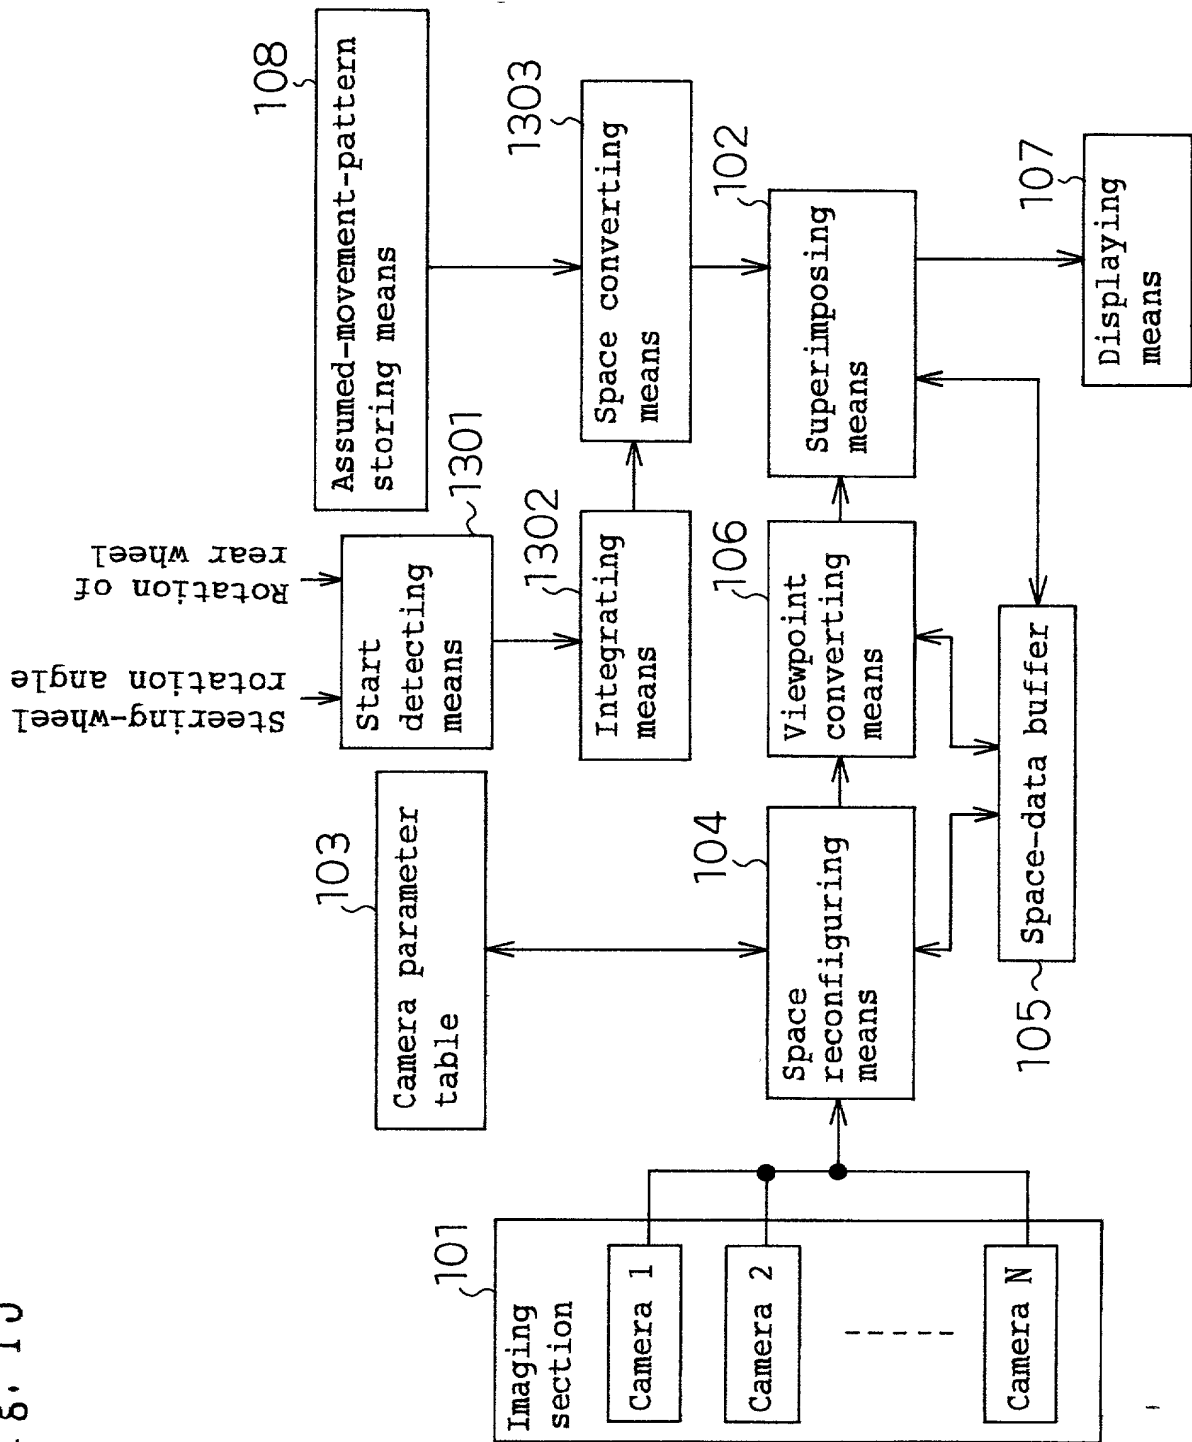 Steering-wheel
rotation angle
Rotation of
rear wheel
101
Imaging
section
Camera 1
Camera 2
Camera N
103
Camera parameter
table
Start
detecting
means
1301
108
Assumed-movement-pattern
storing means
Integrating
means
1302
Space converting
means
1303
104
Space
reconfiguring
means
106
Viewpoint
converting
means
102
Superimposing
means
105
Space-data buffer
107
Displaying
means